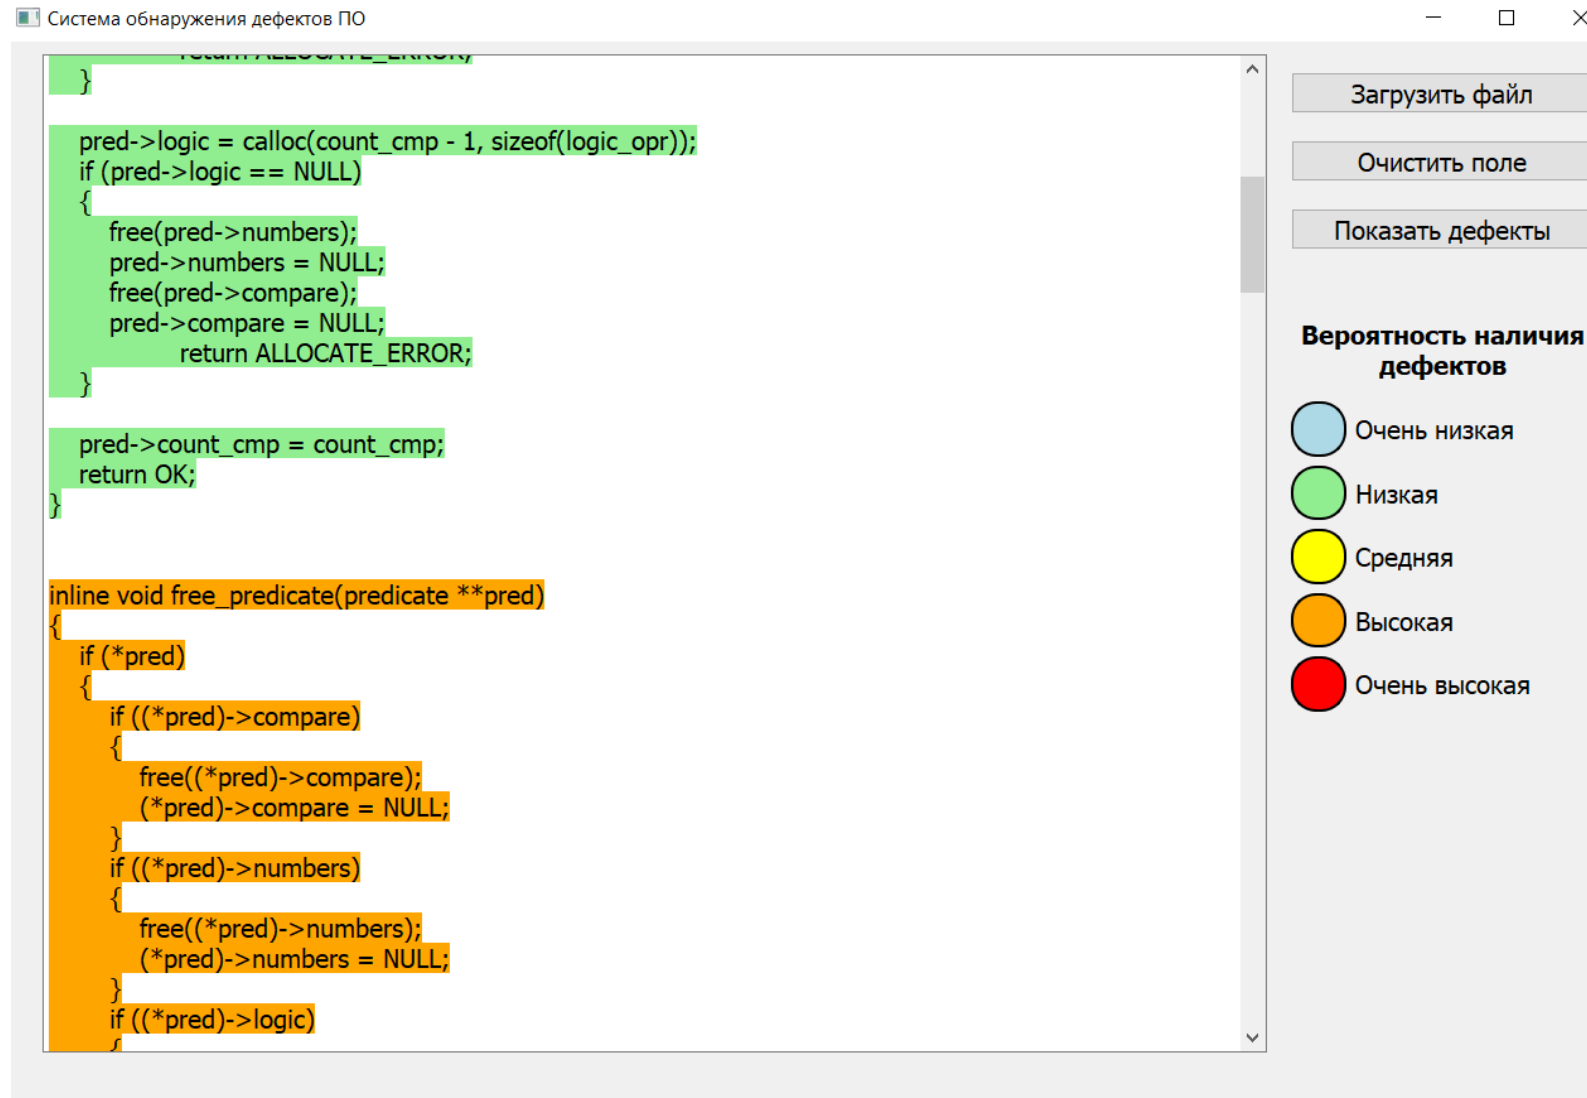 Система обнаружения дефектов ПО
return ALLOCATE_ERROR;
}
pred->logic = calloc(count_cmp - 1, sizeof(logic_opr));
if (pred->logic == NULL)
{
free(pred->numbers);
pred->numbers = NULL;
free(pred->compare);
pred->compare = NULL;
return ALLOCATE_ERROR;
}
pred->count_cmp = count_cmp;
return OK;
}
inline void free_predicate(predicate **pred)
{
if (*pred)
{
if ((*pred)->compare)
{
free((*pred)->compare);
(*pred)->compare = NULL;
}
if ((*pred)->numbers)
{
free((*pred)->numbers);
(*pred)->numbers = NULL;
}
if ((*pred)->logic)
{
Загрузить файл
Очистить поле
Показать дефекты
Вероятность наличия
дефектов
Очень низкая
Низкая
Средняя
Высокая
Очень высокая